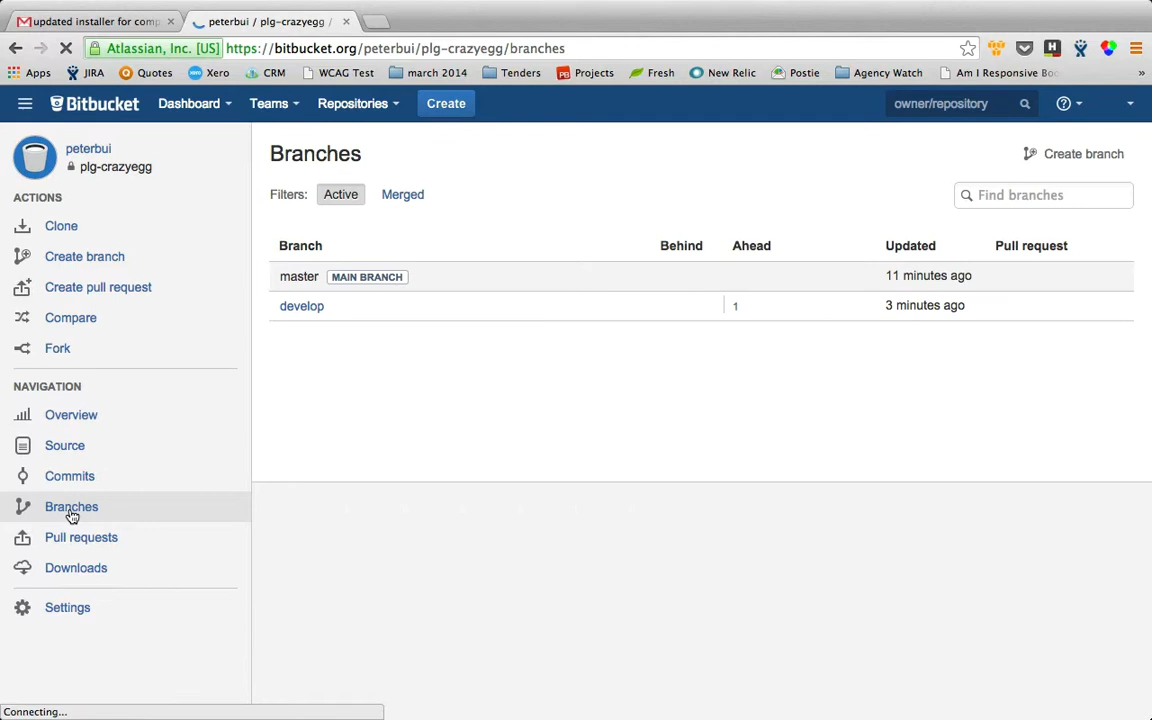 updated installer for comp
peterbui / plg-crazyegg /
Atlassian, Inc. [US] https://bitbucket.org/peterbui/plg-crazyegg/branches
Apps JIRA Quotes Xero CRM WCAG Test march 2014 Tenders Projects Fresh New Relic Postie Agency Watch Am I Responsive Boo »
Bitbucket Dashboard Teams Repositories Create owner/repository
peterbui
plg-crazyegg
ACTIONS
Clone
Create branch
Create pull request
Compare
Fork
NAVIGATION
Overview
Source
Commits
Branches
Pull requests
Downloads
Settings
Branches
Create branch
Filters: Active Merged
Find branches
Branch Behind Ahead Updated Pull request
master MAIN BRANCH 11 minutes ago
develop 1 3 minutes ago
Connecting...